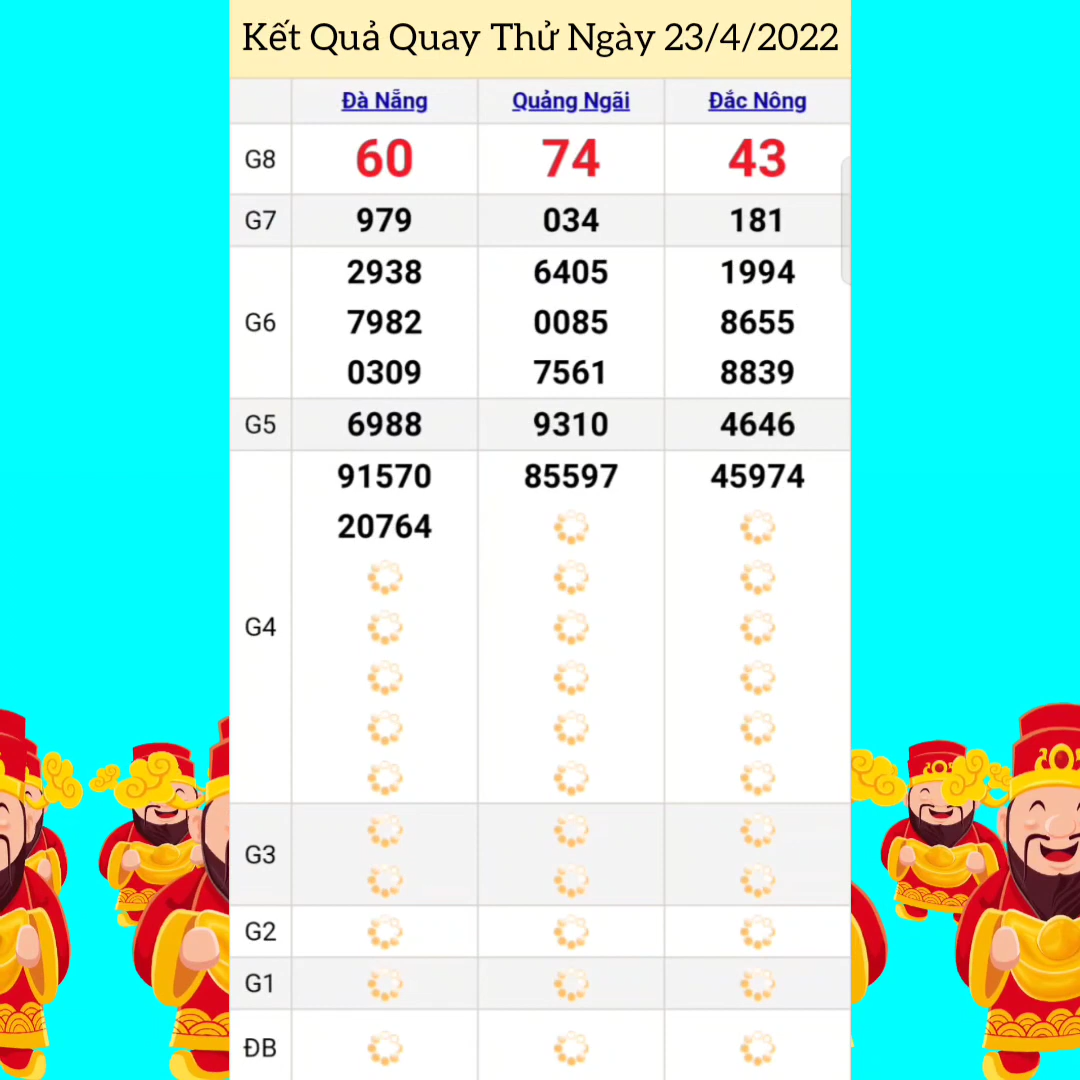 Kết Quả Quay Thử Ngày 23/4/2022
Đà Nẵng Quảng Ngãi Đắc Nông
G8 60 74 43
G7 979 034 181
2938 6405 1994
G6 7982 0085 8655
0309 7561 8839
G5 6988 9310 4646
91570 85597 45974
20764
G4
G3
G2
G1
ĐB